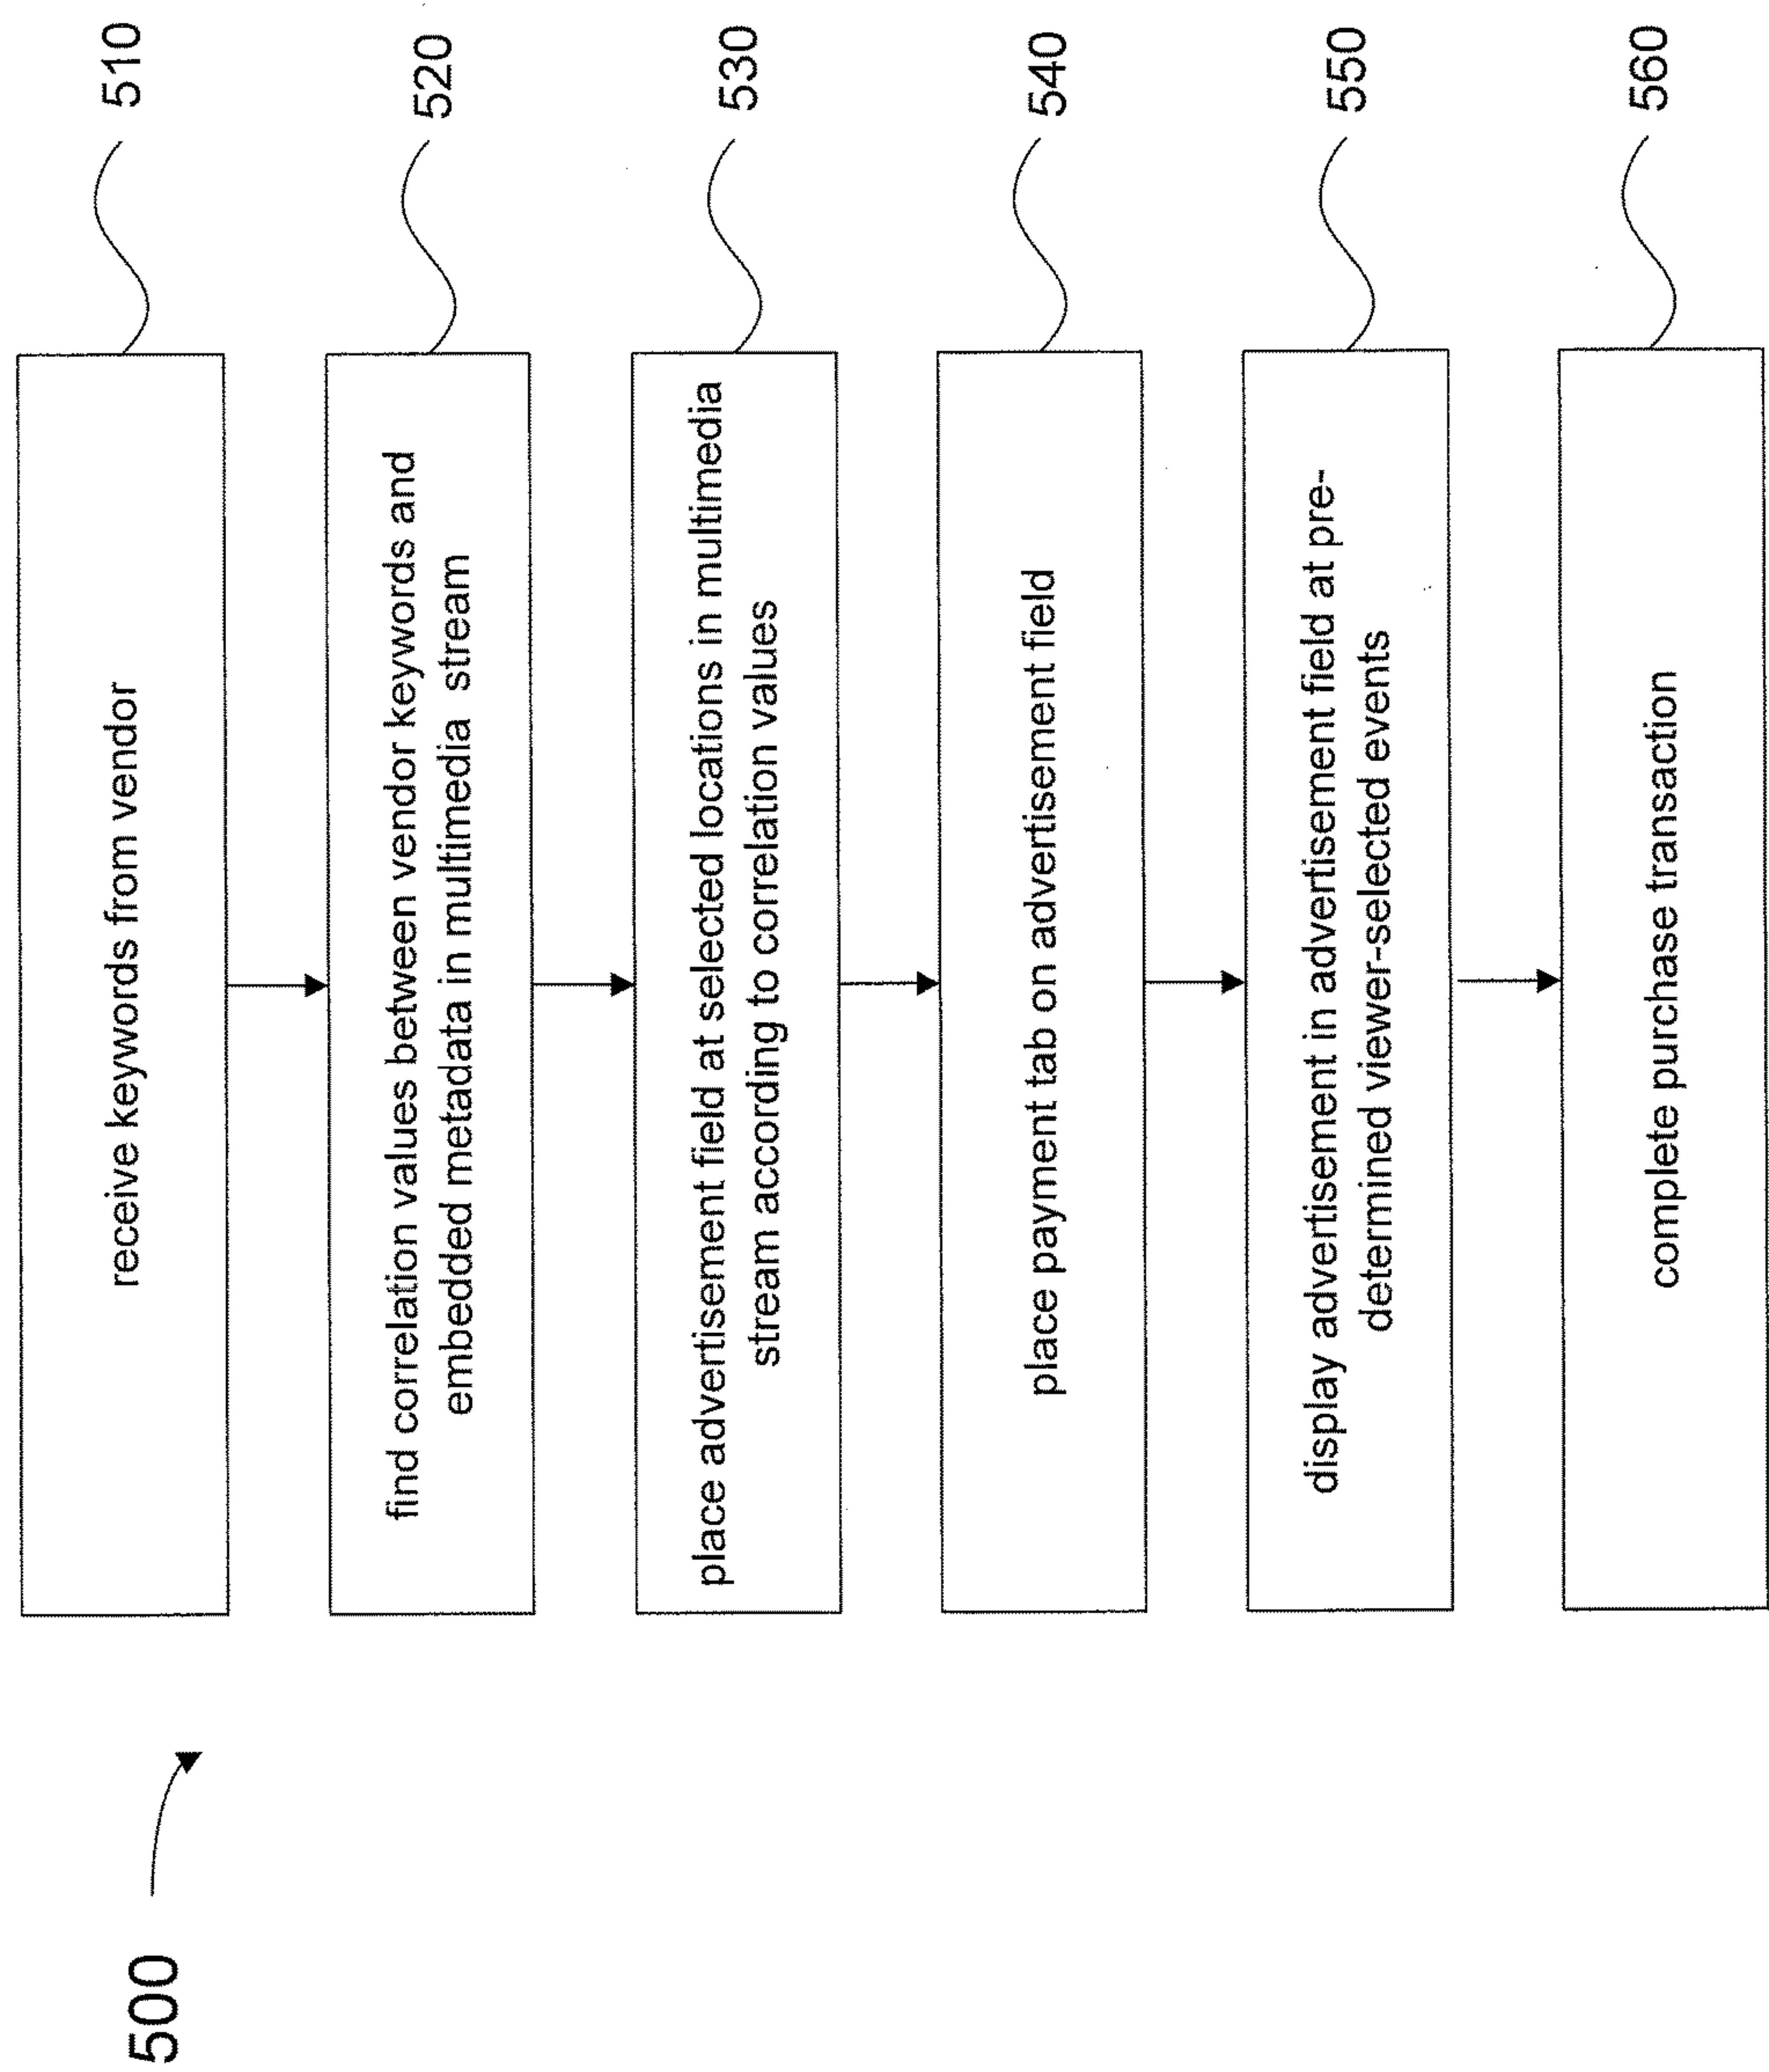 500
receive keywords from vendor
510
find correlation values between vendor keywords and
embedded metadata in multimedia stream
520
place advertisement field at selected locations in multimedia
stream according to correlation values
530
place payment tab on advertisement field
540
display advertisement in advertisement field at pre-
determined viewer-selected events
550
complete purchase transaction
560